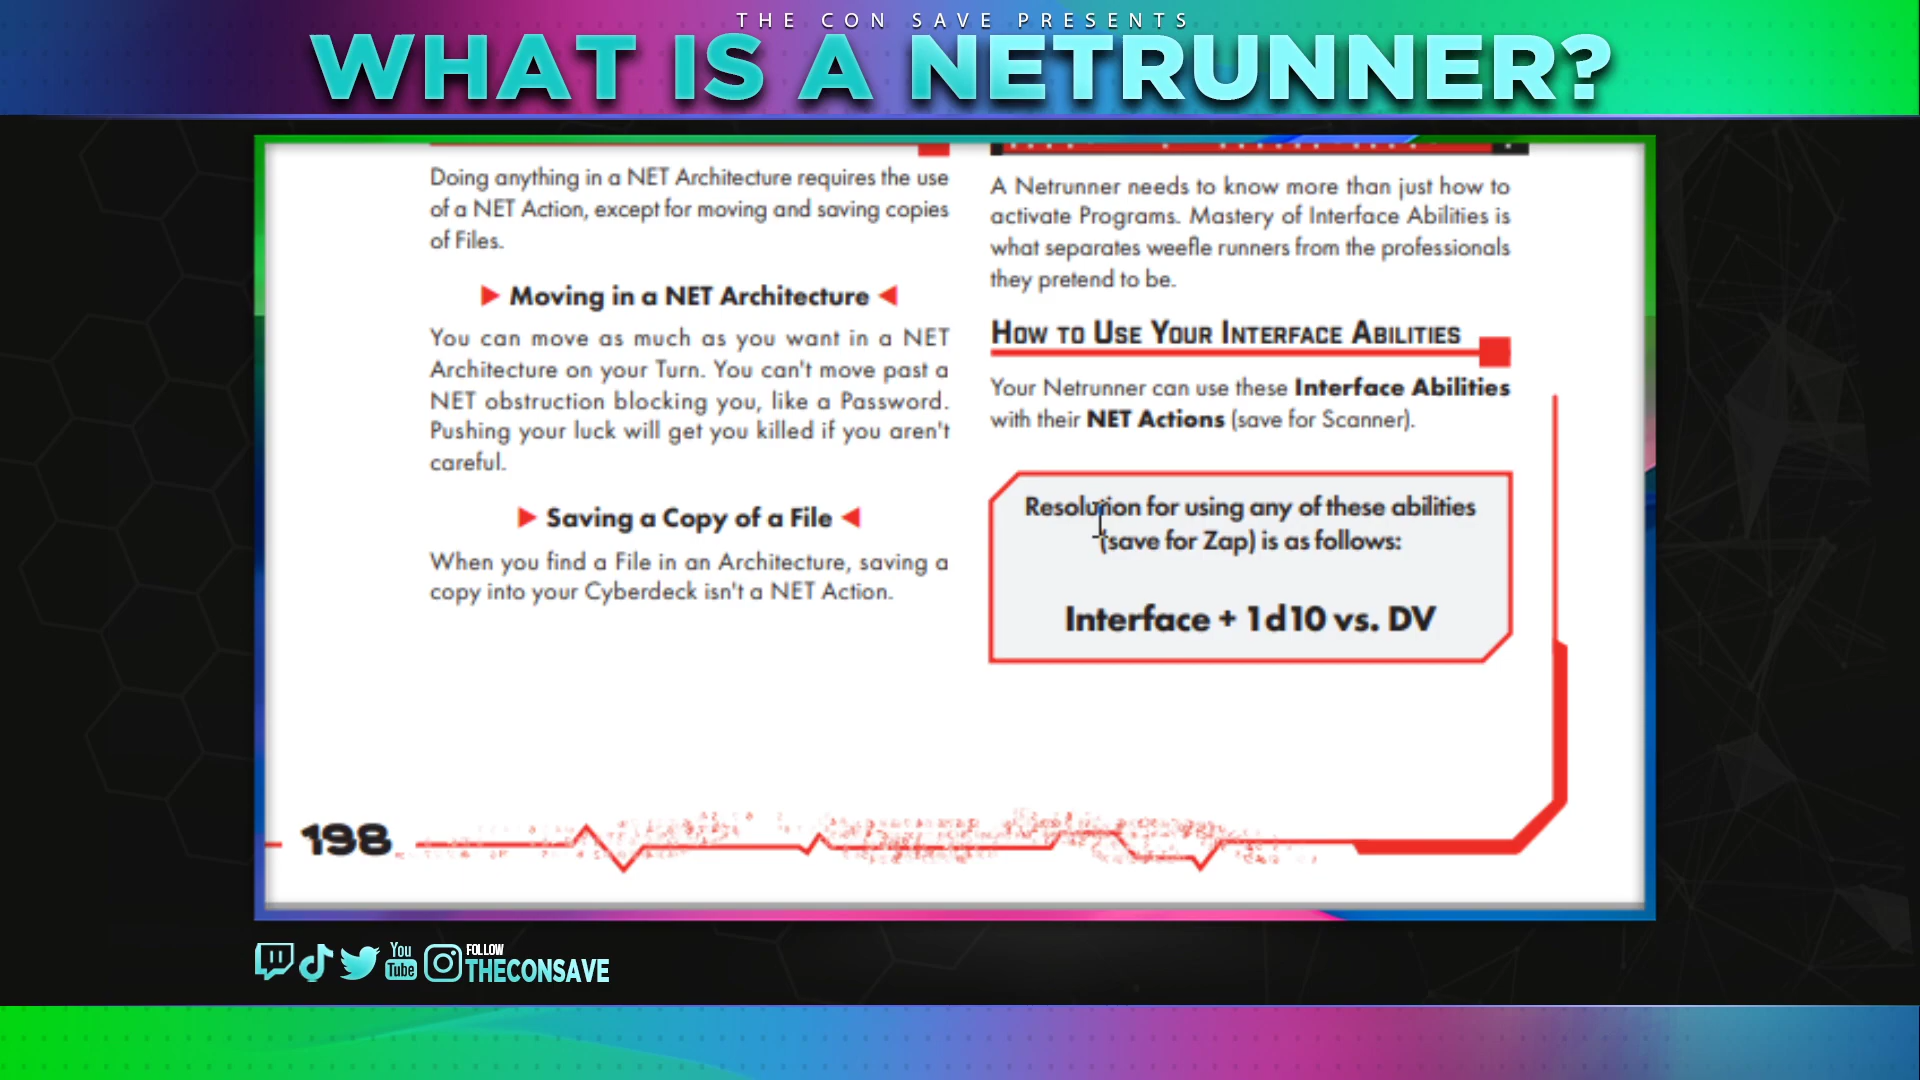 THE CON SAVE PRESENTS
WHAT IS A NETRUNNER?
Doing anything in a NET Architecture requires the use
of a NET Action, except for moving and saving copies
of Files.
Moving in a NET Architecture
You can move as much as you want in a NET
Architecture on your Turn. You can't move past a
NET obstruction blocking you, like a Password.
Pushing your luck will get you killed if you aren't
careful.
Saving a Copy of a File
When you find a File in an Architecture, saving a
copy into your Cyberdeck isn't a NET Action.
A Netrunner needs to know more than just how to
activate Programs. Mastery of Interface Abilities is
what separates weefle runners from the professionals
they pretend to be.
HOW TO USE YOUR INTERFACE ABILITIES
Your Netrunner can use these Interface Abilities
with their NET Actions (save for Scanner).
Resolution for using any of these abilities
(save for Zap) is as follows:
Interface + 1d10 vs. DV
198
You
Tube
FOLLOW
THECONSAVE